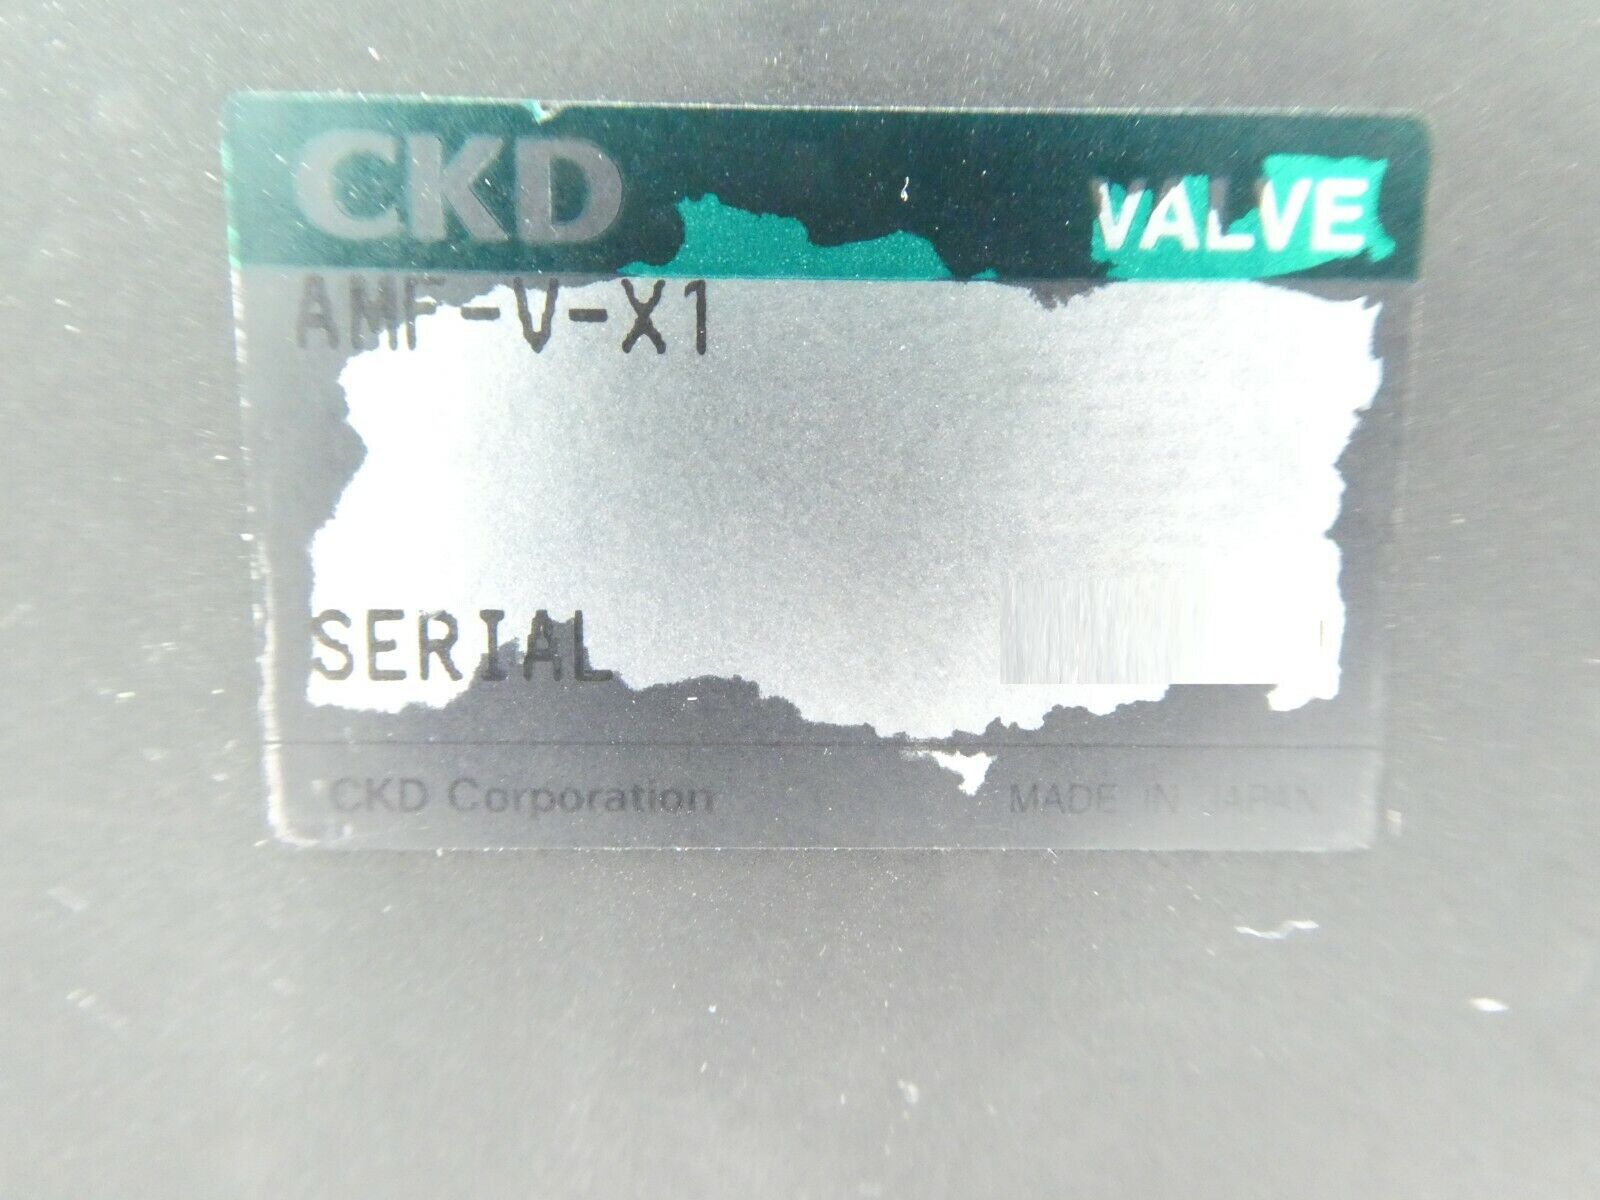 CKD VALVE
AMF-V-X1
SERIAL
CKD Corporation MADE IN JAPAN